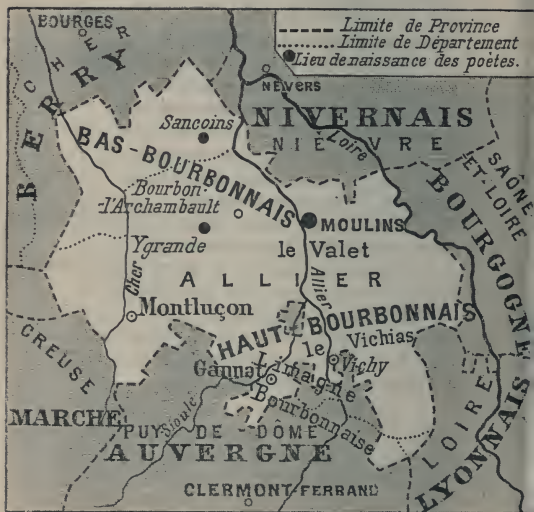 Limite de Province
Limite de Département
Lieu de naissance des poètes.
BOURGES
CHER
BERRY
NEVERS
Sancoins
NIVERNAIS
NIÈVRE
Loire
SAÔNE
ET-LOIRE
BOURGOGNE
BAS-BOURBONNAIS
Bourbon
l'Archambault
MOULINS
Ygrande
le Valet
Cher
ALLIER
Allier
Montluçon
HAUT-BOURBONNAIS
CREUSE
le Vichias
Vichy
Gannat
Limagne
Bourbonnaise
MARCHE
Sioule
PUY-DE-DÔME
AUVERGNE
LOIRE
LYONNAIS
CLERMONT-FERRAND